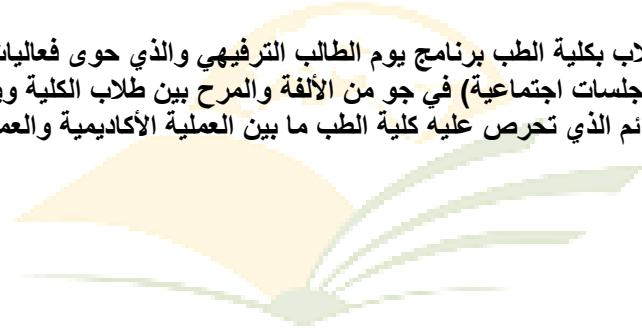 لاب بكلية الطب برنامج يوم الطالب الترفيهي والذي حوى فعاليات
جلسات اجتماعية) في جو من الألفة والمرح بين طلاب الكلية وو
ئم الذي تحرص عليه كلية الطب ما بين العملية الأكاديمية والعم